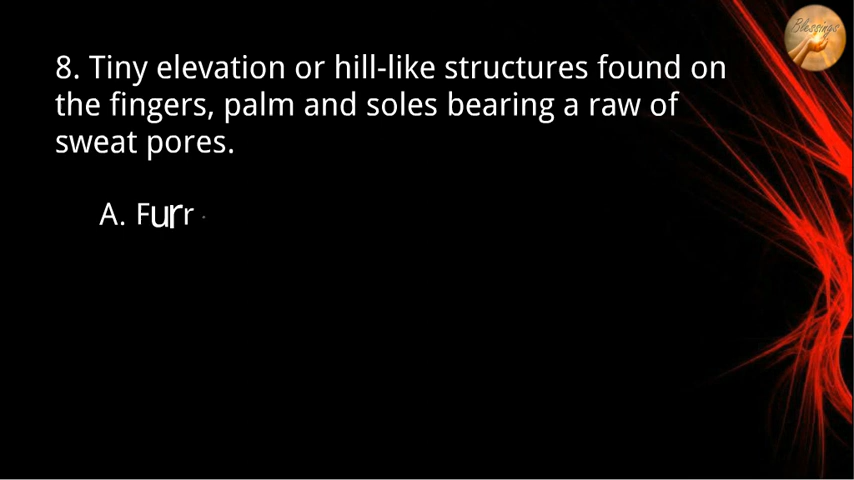 Blessings
8. Tiny elevation or hill-like structures found on
the fingers, palm and soles bearing a raw of
sweat pores.
A. Furr